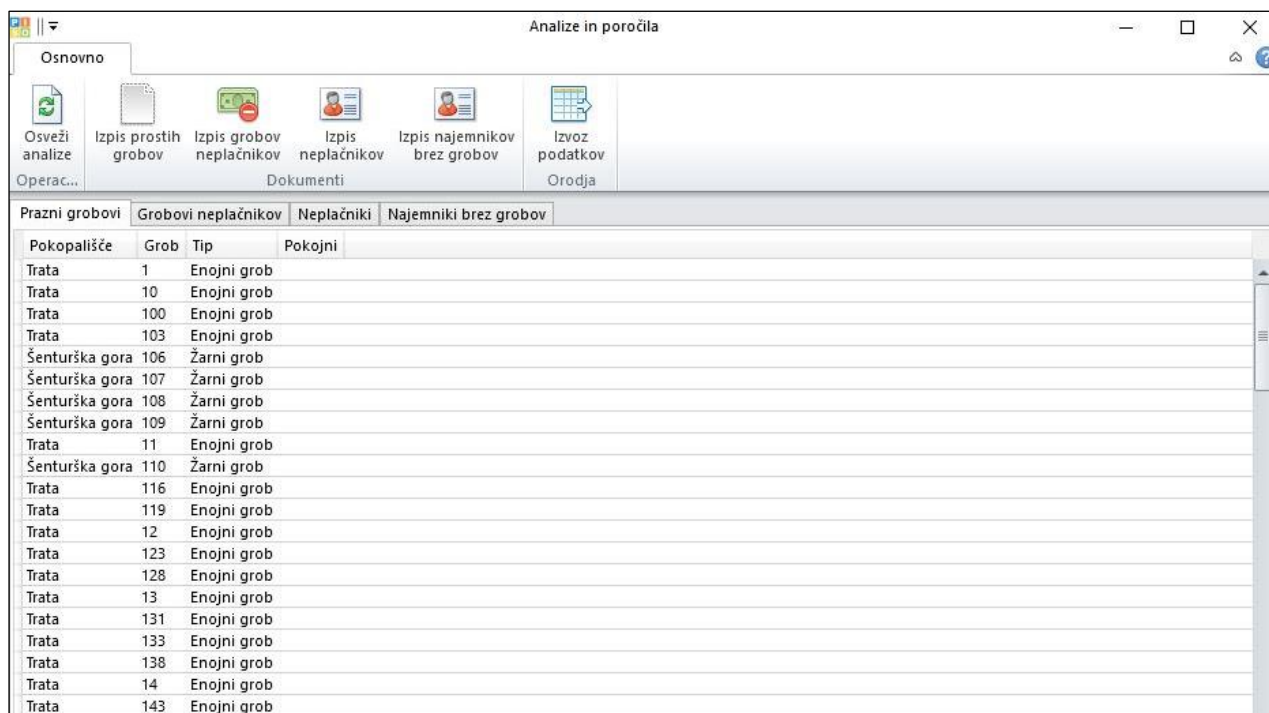 Analize in poročila
Osnovno
Osveži analize
Izpis prostih grobov
Izpis grobov neplačnikov
Izpis neplačnikov
Izpis najemnikov brez grobov
Izvoz podatkov
Operac...
Dokumenti
Orodja
Prazni grobovi Grobovi neplačnikov Neplačniki Najemniki brez grobov
Pokopališče Grob Tip Pokojni
Trata 1 Enojni grob
Trata 10 Enojni grob
Trata 100 Enojni grob
Trata 103 Enojni grob
Šenturška gora 106 Žarni grob
Šenturška gora 107 Žarni grob
Šenturška gora 108 Žarni grob
Šenturška gora 109 Žarni grob
Trata 11 Enojni grob
Šenturška gora 110 Žarni grob
Trata 116 Enojni grob
Trata 119 Enojni grob
Trata 12 Enojni grob
Trata 123 Enojni grob
Trata 128 Enojni grob
Trata 13 Enojni grob
Trata 131 Enojni grob
Trata 133 Enojni grob
Trata 138 Enojni grob
Trata 14 Enojni grob
Trata 143 Enojni grob